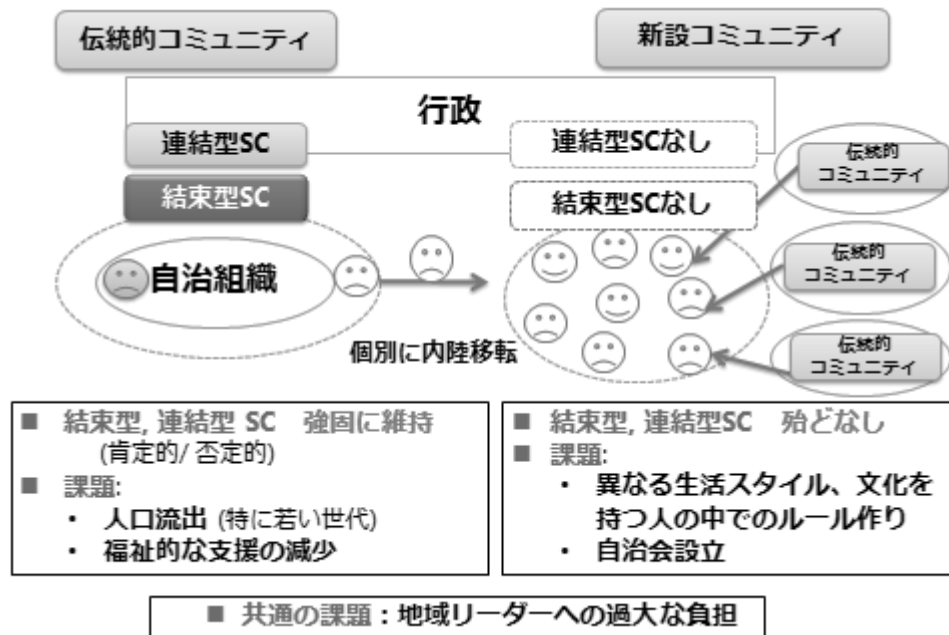 伝統的コミュニティ
新設コミュニティ
行政
連結型SC
連結型SCなし
結束型SC
結束型SCなし
伝統的
コミュニティ
伝統的
コミュニティ
伝統的
コミュニティ
自治組織
個別に内陸移転
■ 結束型, 連結型 SC 強固に維持
(肯定的/ 否定的)
■ 課題:
・ 人口流出 (特に若い世代)
・ 福祉的な支援の減少
■ 結束型, 連結型SC 殆どなし
■ 課題:
・ 異なる生活スタイル、文化を
持つ人の中でのルール作り
・ 自治会設立
■ 共通の課題：地域リーダーへの過大な負担